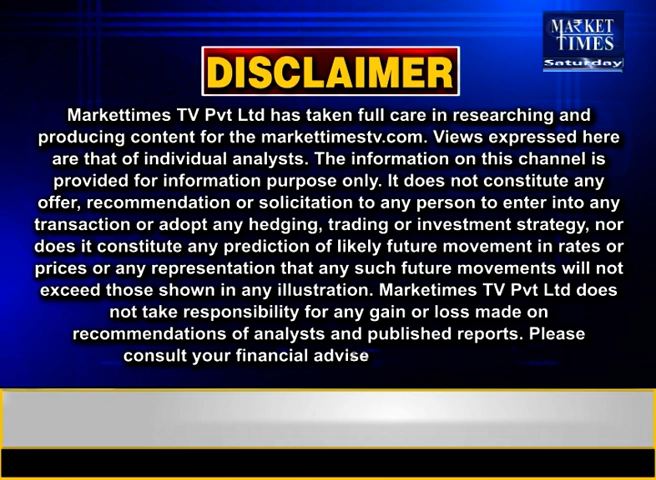 MARKET
TIMES
Saturday
DISCLAIMER
Markettimes TV Pvt Ltd has taken full care in researching and
producing content for the markettimestv.com. Views expressed here
are that of individual analysts. The information on this channel is
provided for information purpose only. It does not constitute any
offer, recommendation or solicitation to any person to enter into any
transaction or adopt any hedging, trading or investment strategy, nor
does it constitute any prediction of likely future movement in rates or
prices or any representation that any such future movements will not
exceed those shown in any illustration. Marketimes TV Pvt Ltd does
not take responsibility for any gain or loss made on
recommendations of analysts and published reports. Please
consult your financial advise